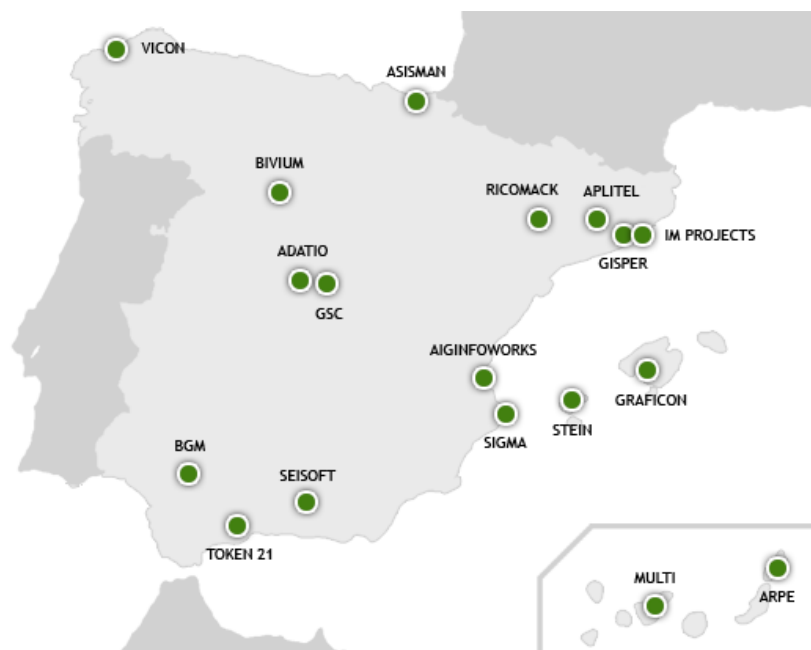 VICON
ASISMAN
BIVIUM
RICOMACK
APLITEL
IM PROJECTS
GISPER
ADATIO
GSC
AIGINFOWORKS
GRAFICON
STEIN
SIGMA
BGM
SEISOFT
TOKEN 21
MULTI
ARPE